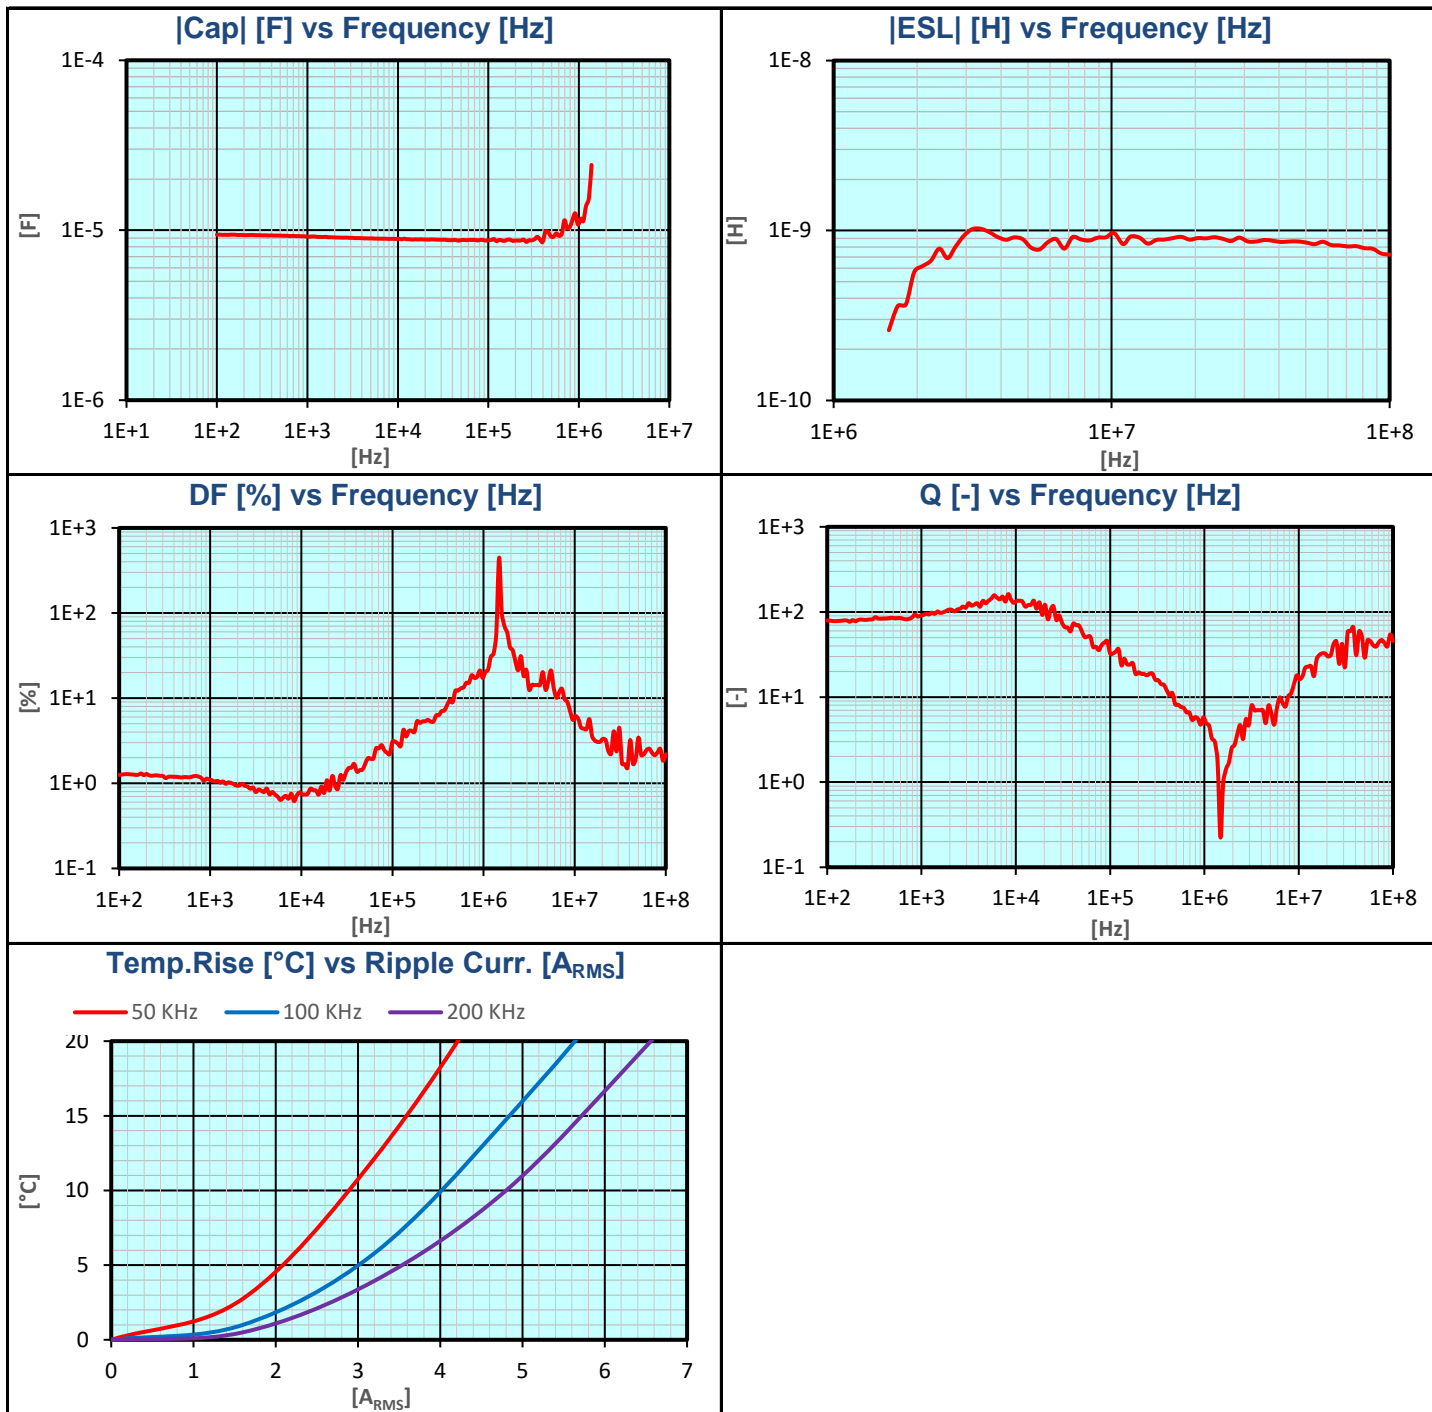 |Cap| [F] vs Frequency [Hz]
1E-4
1E-5
1E-6
[F]
1E+1 1E+2 1E+3 1E+4 1E+5 1E+6 1E+7
[Hz]
|ESL| [H] vs Frequency [Hz]
1E-8
1E-9
1E-10
[H]
1E+6 1E+7 1E+8
[Hz]
DF [%] vs Frequency [Hz]
1E+3
1E+2
1E+1
1E+0
1E-1
[%]
1E+2 1E+3 1E+4 1E+5 1E+6 1E+7 1E+8
[Hz]
Q [-] vs Frequency [Hz]
1E+3
1E+2
1E+1
1E+0
1E-1
[-]
1E+2 1E+3 1E+4 1E+5 1E+6 1E+7 1E+8
[Hz]
Temp.Rise [°C] vs Ripple Curr. [ARMS]
50 KHz 100 KHz 200 KHz
20
15
10
5
0
[°C]
0 1 2 3 4 5 6 7
[ARMS]